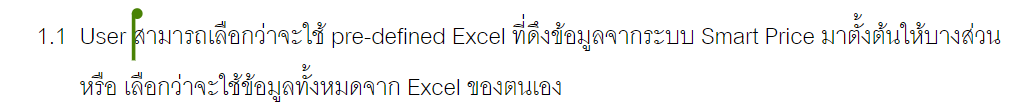 1.1 User สามารถเลือกว่าจะใช้ pre-defined Excel ที่ดึงข้อมูลจากระบบ Smart Price มาตั้งต้นให้บางส่วน
หรือ เลือกว่าจะใช้ข้อมูลทั้งหมดจาก Excel ของตนเอง